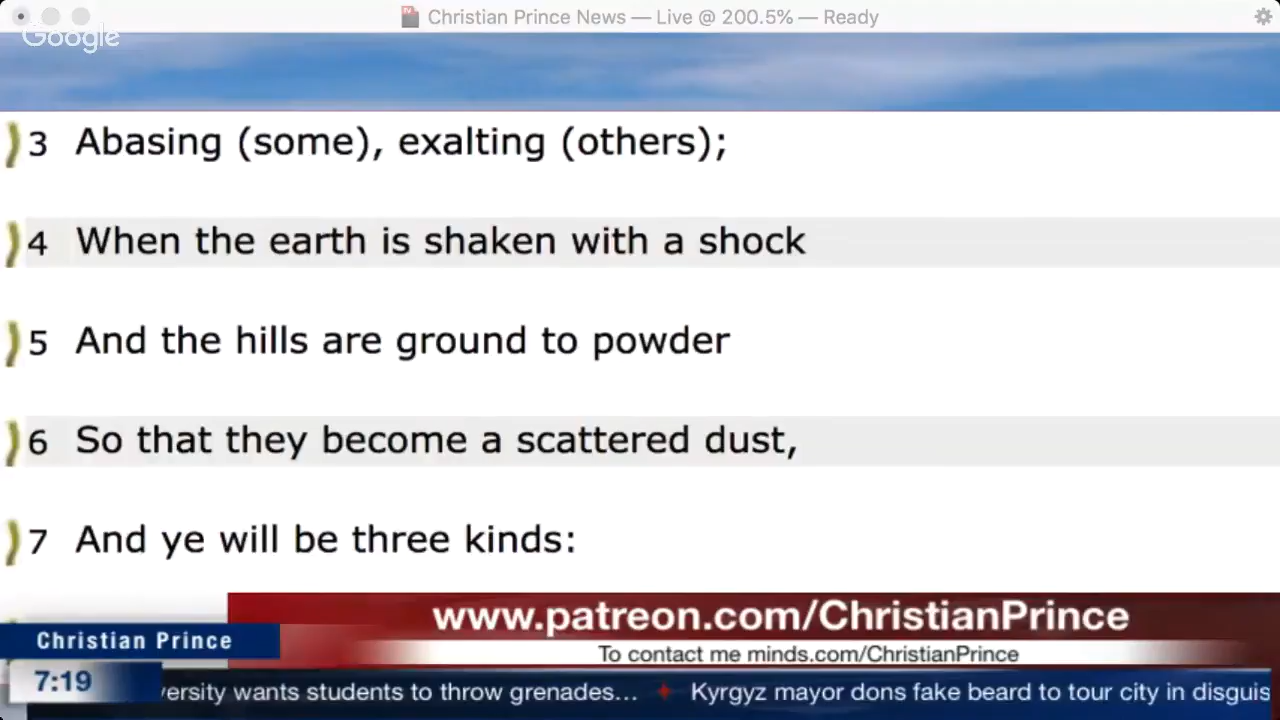 Christian Prince News — Live @ 200.5% — Ready
Google
3 Abasing (some), exalting (others);
4 When the earth is shaken with a shock
5 And the hills are ground to powder
6 So that they become a scattered dust,
7 And ye will be three kinds:
www.patreon.com/ChristianPrince
Christian Prince
To contact me minds.com/ChristianPrince
7:19
versity wants students to throw grenades... Kyrgyz mayor dons fake beard to tour city in disguis